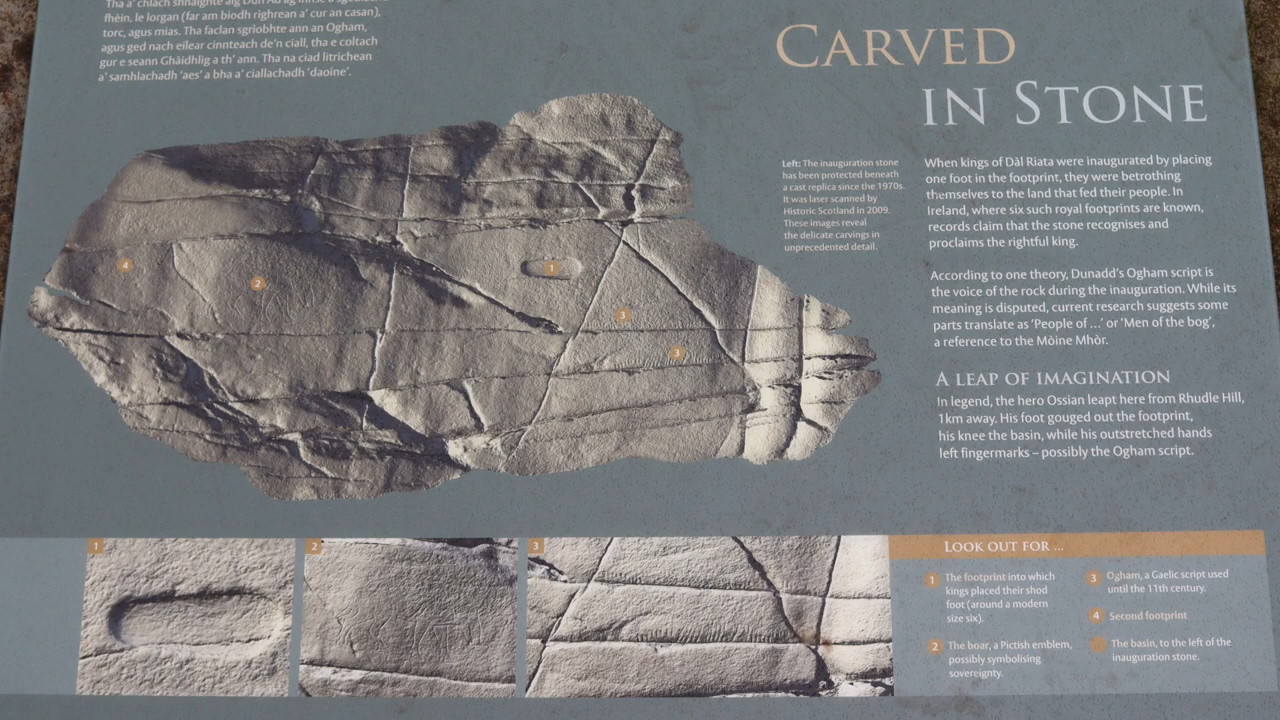 Tha a' chlach shnaighte aig Dùn Ad ag innse
fhèin, le lorgan (far am biodh rìghrean a' cur an casan),
torc, agus mias. Tha faclan sgrìobhte ann an Ogham,
agus ged nach eilear cinnteach de'n ciall, tha e coltach
gur e seann Ghàidhlig a th' ann. Tha na ciad litrichean
a' samhlachadh 'aes' a bha a' ciallachadh 'daoine'.
CARVED
IN STONE
Left: The inauguration stone
has been protected beneath
a cast replica since the 1970s.
It was laser scanned by
Historic Scotland in 2009.
These images reveal
the delicate carvings in
unprecedented detail.
When kings of Dàl Riata were inaugurated by placing
one foot in the footprint, they were betrothing
themselves to the land that fed their people. In
Ireland, where six such royal footprints are known,
records claim that the stone recognises and
proclaims the rightful king.
According to one theory, Dunadd's Ogham script is
the voice of the rock during the inauguration. While its
meaning is disputed, current research suggests some
parts translate as 'People of ...' or 'Men of the bog',
a reference to the Mòine Mhòr.
A LEAP OF IMAGINATION
In legend, the hero Ossian leapt here from Rhudle Hill,
1km away. His foot gouged out the footprint,
his knee the basin, while his outstretched hands
left fingermarks – possibly the Ogham script.
4
2
1
3
3
1
2
3
LOOK OUT FOR ...
1 The footprint into which
kings placed their shod
foot (around a modern
size six).
2 The boar, a Pictish emblem,
possibly symbolising
sovereignty.
3 Ogham, a Gaelic script used
until the 11th century.
4 Second footprint
The basin, to the left of the
inauguration stone.